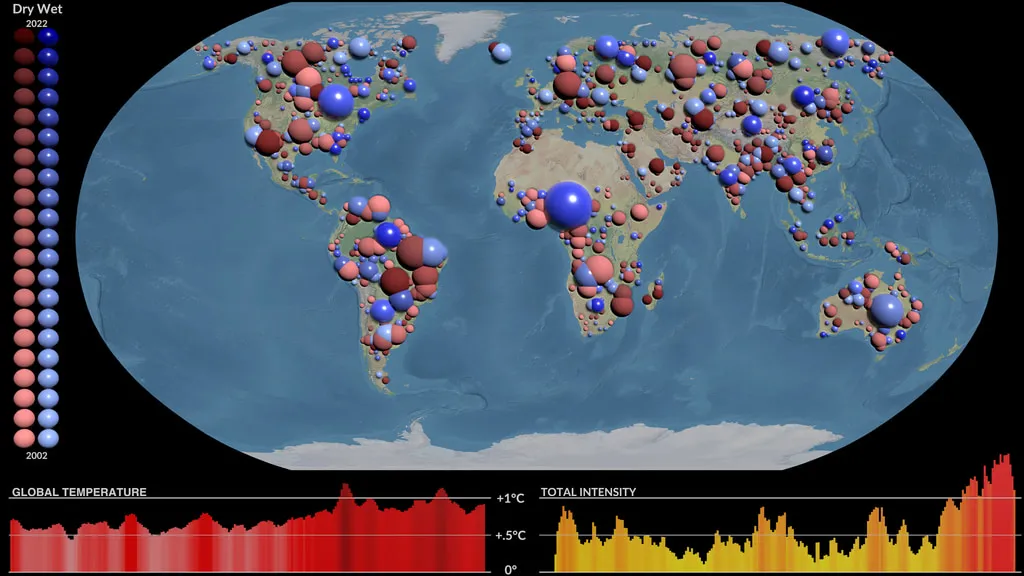 Dry Wet
2022
2002
GLOBAL TEMPERATURE
+1°C
+.5°C
0°
TOTAL INTENSITY